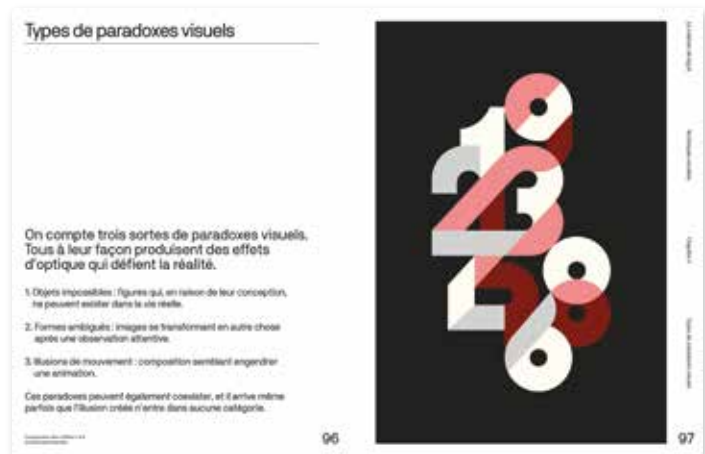 Types de paradoxes visuels
On compte trois sortes de paradoxes visuels.
Tous à leur façon produisent des effets
d'optique qui défient la réalité.
1. Objets impossibles : figures qui, en raison de leur conception,
ne peuvent exister dans la vie réelle.
2. Formes ambiguës : images se transforment en autre chose
après une observation attentive.
3. Illusions de mouvement : composition semblant engendrer
une animation.
Ces paradoxes peuvent également coexister, et il arrive même
parfois que l'illusion créée n'entre dans aucune catégorie.
96
97